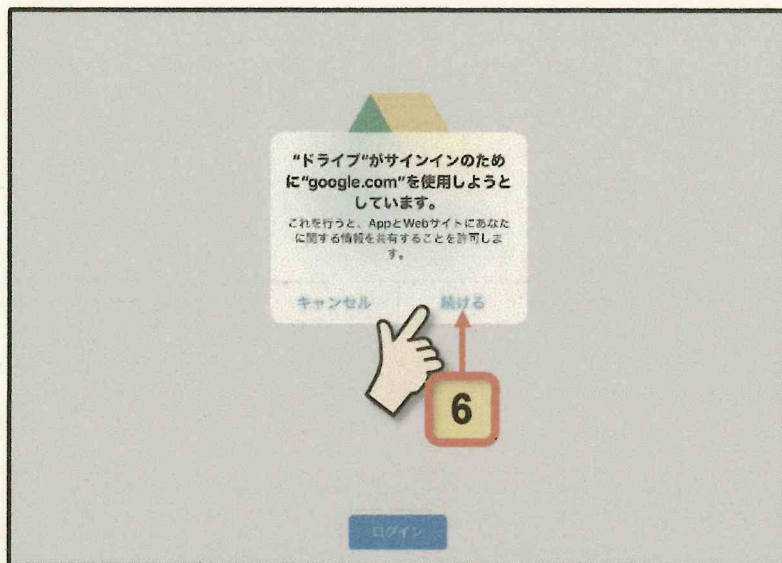 “ドライブ”がサインインのため
に“google.com”を使用しようと
しています。
これを行うと、AppとWebサイトにあなた
に関する情報を共有することを許可しま
す。
キャンセル
続ける
6
ログイン